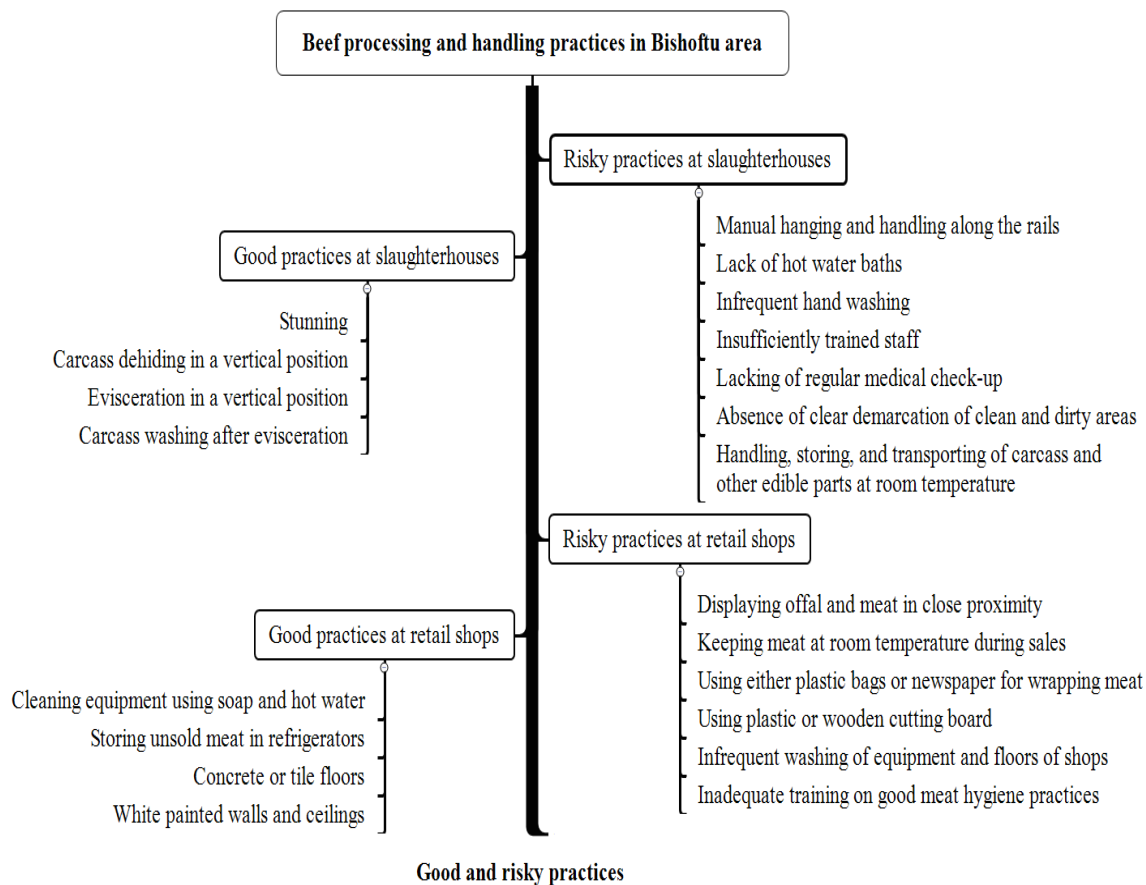 Beef processing and handling practices in Bishoftu area
Risky practices at slaughterhouses
Manual hanging and handling along the rails
Lack of hot water baths
Infrequent hand washing
Insufficiently trained staff
Lacking of regular medical check-up
Absence of clear demarcation of clean and dirty areas
Handling, storing, and transporting of carcass and
other edible parts at room temperature
Good practices at slaughterhouses
Stunning
Carcass dehiding in a vertical position
Evisceration in a vertical position
Carcass washing after evisceration
Risky practices at retail shops
Displaying offal and meat in close proximity
Keeping meat at room temperature during sales
Using either plastic bags or newspaper for wrapping meat
Using plastic or wooden cutting board
Infrequent washing of equipment and floors of shops
Inadequate training on good meat hygiene practices
Good practices at retail shops
Cleaning equipment using soap and hot water
Storing unsold meat in refrigerators
Concrete or tile floors
White painted walls and ceilings
Good and risky practices